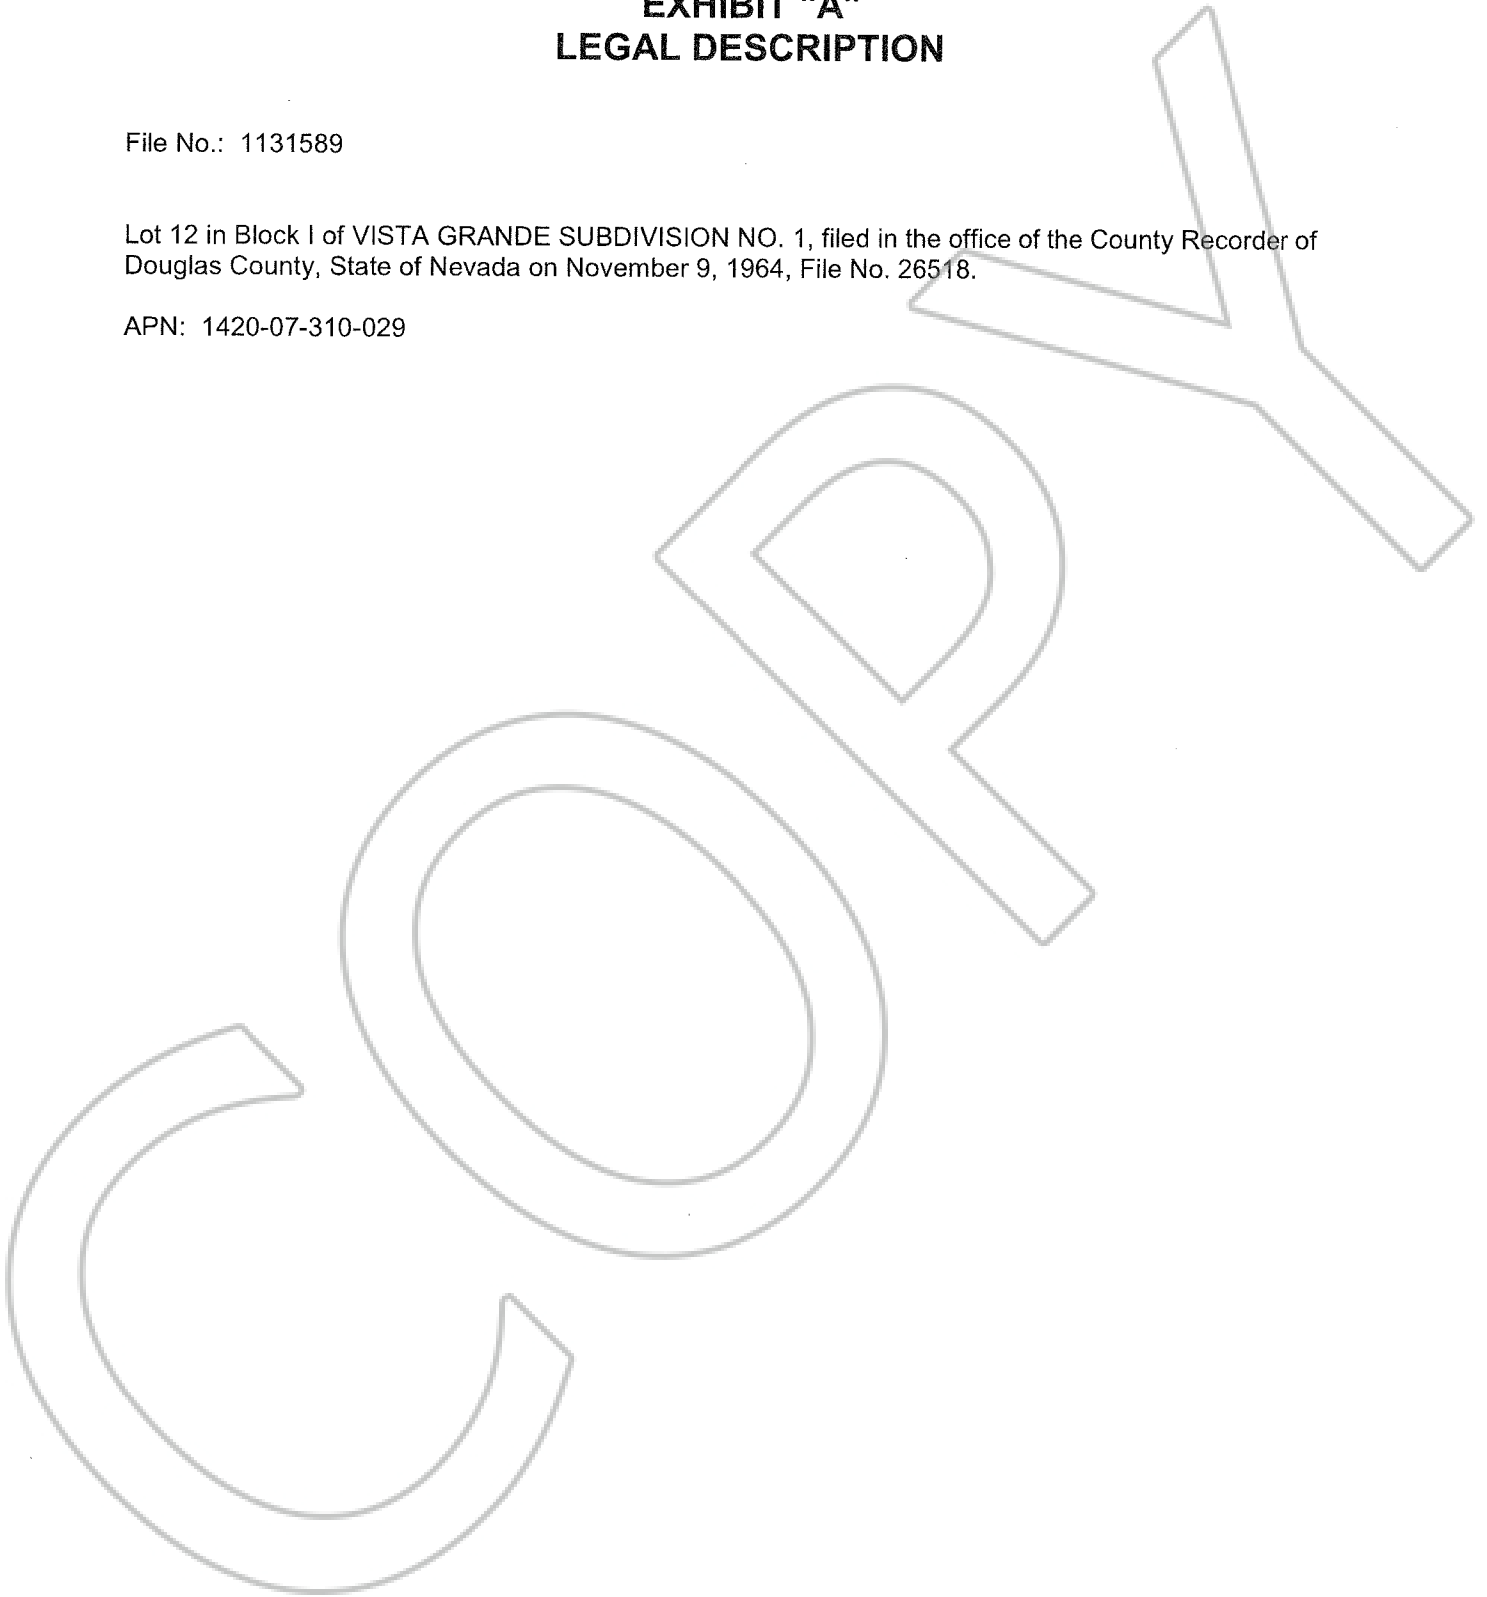 EXHIBIT "A"
LEGAL DESCRIPTION
File No.: 1131589
Lot 12 in Block I of VISTA GRANDE SUBDIVISION NO. 1, filed in the office of the County Recorder of
Douglas County, State of Nevada on November 9, 1964, File No. 26518.
APN: 1420-07-310-029
COPY